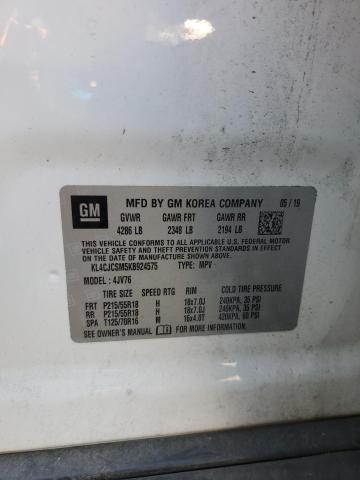 GM MFD BY GM KOREA COMPANY 05 / 19
GVWR GAWR FRT GAWR RR
4286 LB 2348 LB 2194 LB
THIS VEHICLE CONFORMS TO ALL APPLICABLE U.S. FEDERAL MOTOR
VEHICLE SAFETY AND THEFT PREVENTION STANDARDS IN EFFECT ON
THE DATE OF MANUFACTURE SHOWN ABOVE.
KL4CJCSM5KB924575 TYPE: MPV
MODEL : 4JV76
TIRE SIZE SPEED RTG RIM COLD TIRE PRESSURE
FRT P215/55R18 H 18x7.0J 240KPA, 35 PSI
RR P215/55R18 H 18x7.0J 240KPA, 35 PSI
SPA T125/70R16 M 16x4.0T 420KPA, 60 PSI
SEE OWNER'S MANUAL FOR MORE INFORMATION.